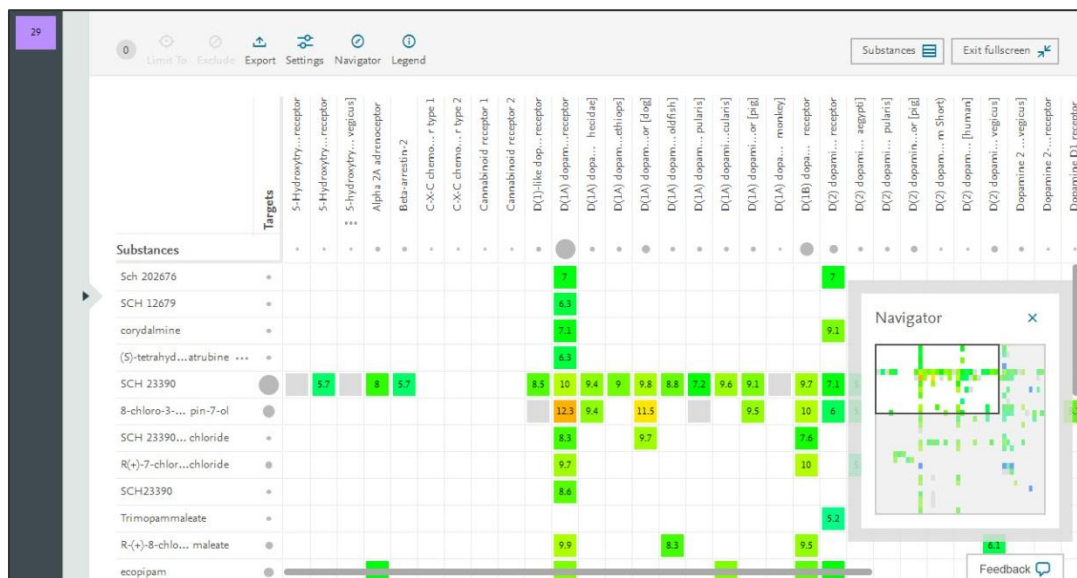 29
0
Limit To
Exclude
Export
Settings
Navigator
Legend
Substances
Exit fullscreen
Targets
5-Hydroxytry... receptor
5-Hydroxytry... receptor
5-hydroxytry... vegicus]
Alpha 2A adrenoceptor
Beta-arrestin-2
C-X-C chemo... r type 1
C-X-C chemo... r type 2
Cannabinoid receptor 1
Cannabinoid receptor 2
D(1)-like dop... receptor
D(1A) dopam...receptor
D(1A) dopa... hecidae]
D(1A) dopam...ethiops]
D(1A) dopam...or [dog]
D(1A) dopam...oldfish]
D(1A) dopam... pularis]
D(1A) dopam...cularis]
D(1A) dopam...or [pig]
D(1A) dopa... monkey]
D(1B) dopa... receptor
D(2) dopami... receptor
D(2) dopami... aegypti]
D(2) dopami... pularis]
D(2) dopamin...or [pig]
D(2) dopam... m Short)
D(2) dopam... [human]
D(2) dopami... vegicus]
Dopamine 2 ...vegicus]
Dopamine 2-...receptor
Dopamine D1 receptor
Substances
Sch 202676 7 7
SCH 12679 6.3
corydalmine 7.1 9.1
(S)-tetrahyd...atrubine ••• 6.3
SCH 23390 5.7 8 5.7 8.5 10 9.4 9 9.8 8.8 7.2 9.6 9.1 9.7 7.1
8-chloro-3-... pin-7-ol 12.3 9.4 11.5 9.5 10 6
SCH 23390... chloride 8.3 9.7 7.6
R(+)-7-chlor...chloride 9.7 10
SCH23390 8.6
Trimopammaleate 5.2
R-(+)-8-chlo... maleate 9.9 8.3 9.5 6.1
ecopipam
Navigator
Feedback